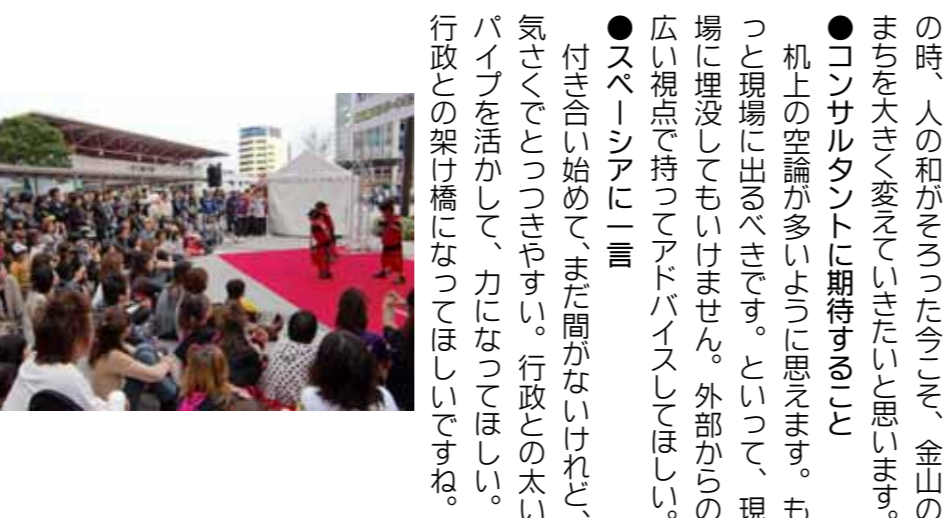 の時、人の和がそろった今こそ、金山の
まちを大きく変えていきたいと思います。
●コンサルタントに期待すること
机上の空論が多いように思えます。も
っと現場に出るべきです。といって、現
場に埋没してもいけません。外部からの
広い視点で持ってアドバイスしてほしい。
●スペーシアに一言
付き合い始めて、まだ間がないけれど、
気さくでとっつきやすい。行政との太い
パイプを活かして、力になってほしい。
行政との架け橋になってほしいですね。